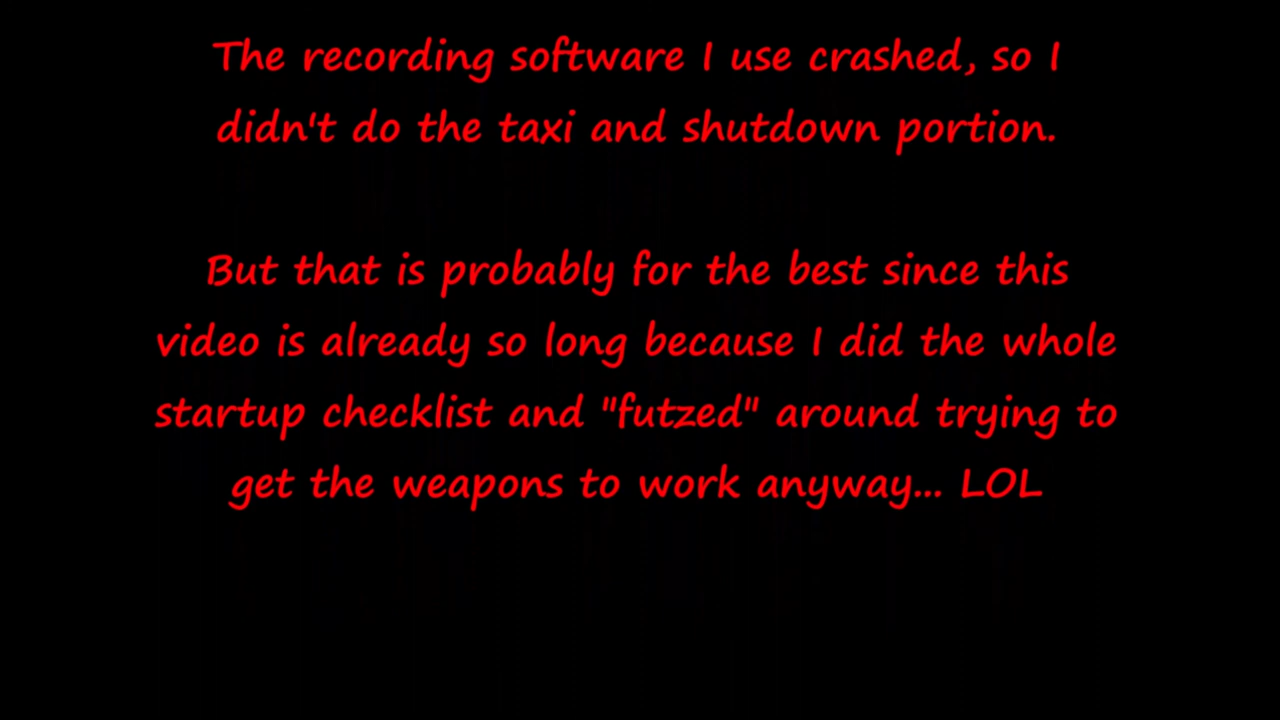 The recording software I use crashed, so I
didn't do the taxi and shutdown portion.
But that is probably for the best since this
video is already so long because I did the whole
startup checklist and "futzed" around trying to
get the weapons to work anyway... LOL